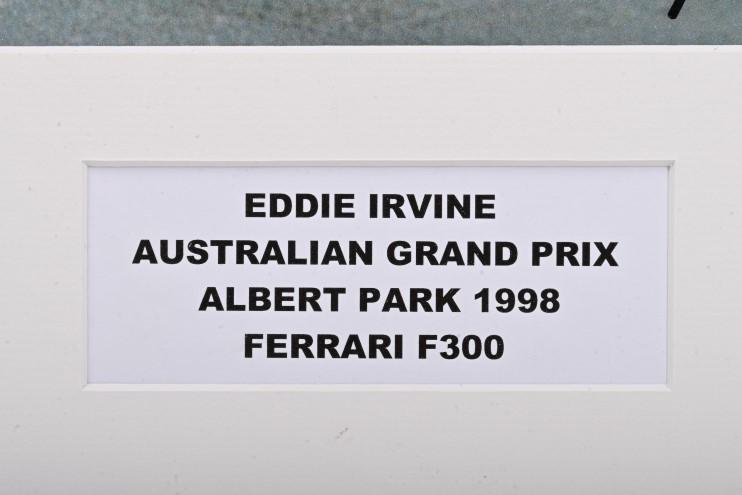 EDDIE IRVINE
AUSTRALIAN GRAND PRIX
ALBERT PARK 1998
FERRARI F300